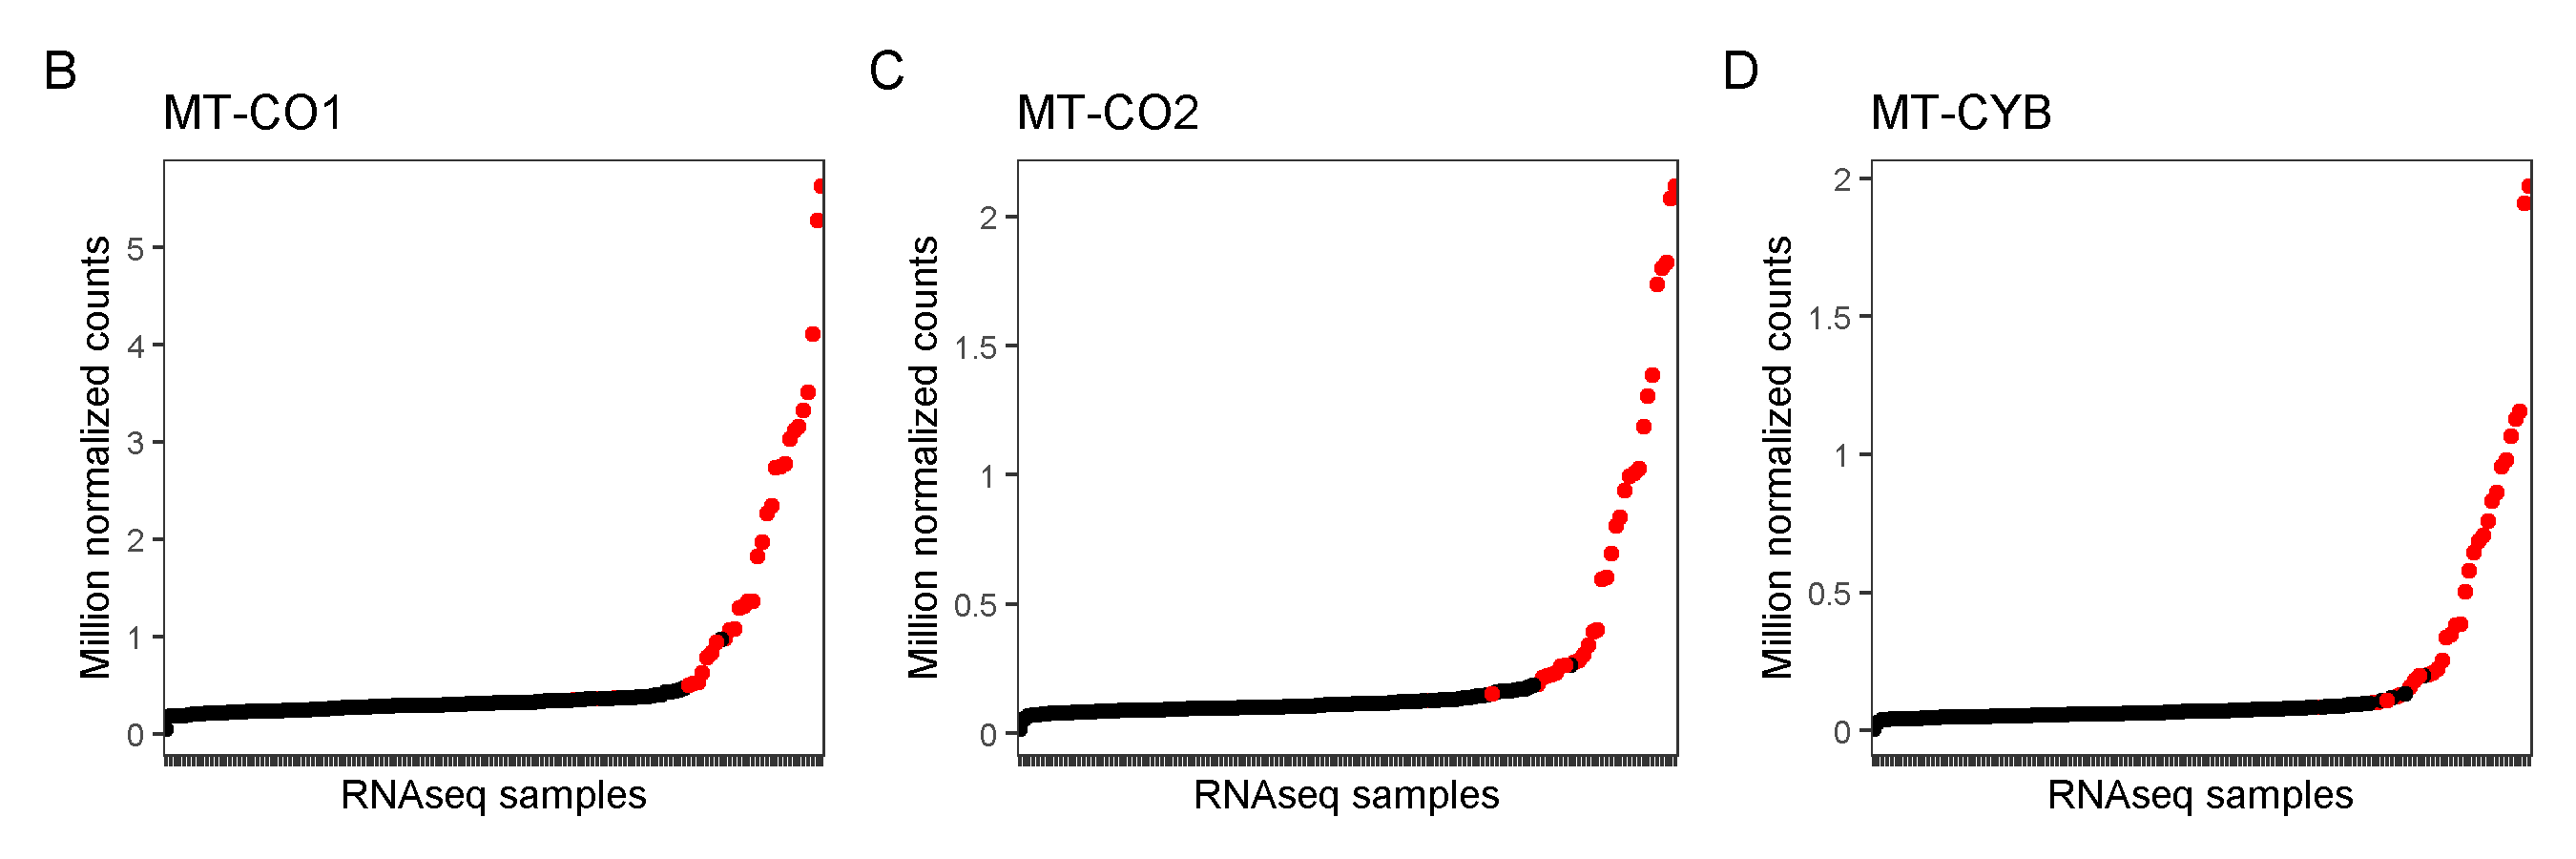 B
MT-CO1
Million normalized counts
5
4
3
2
1
0
RNAseq samples
C
MT-CO2
Million normalized counts
2
1.5
1
0.5
0
RNAseq samples
D
MT-CYB
Million normalized counts
2
1.5
1
0.5
0
RNAseq samples